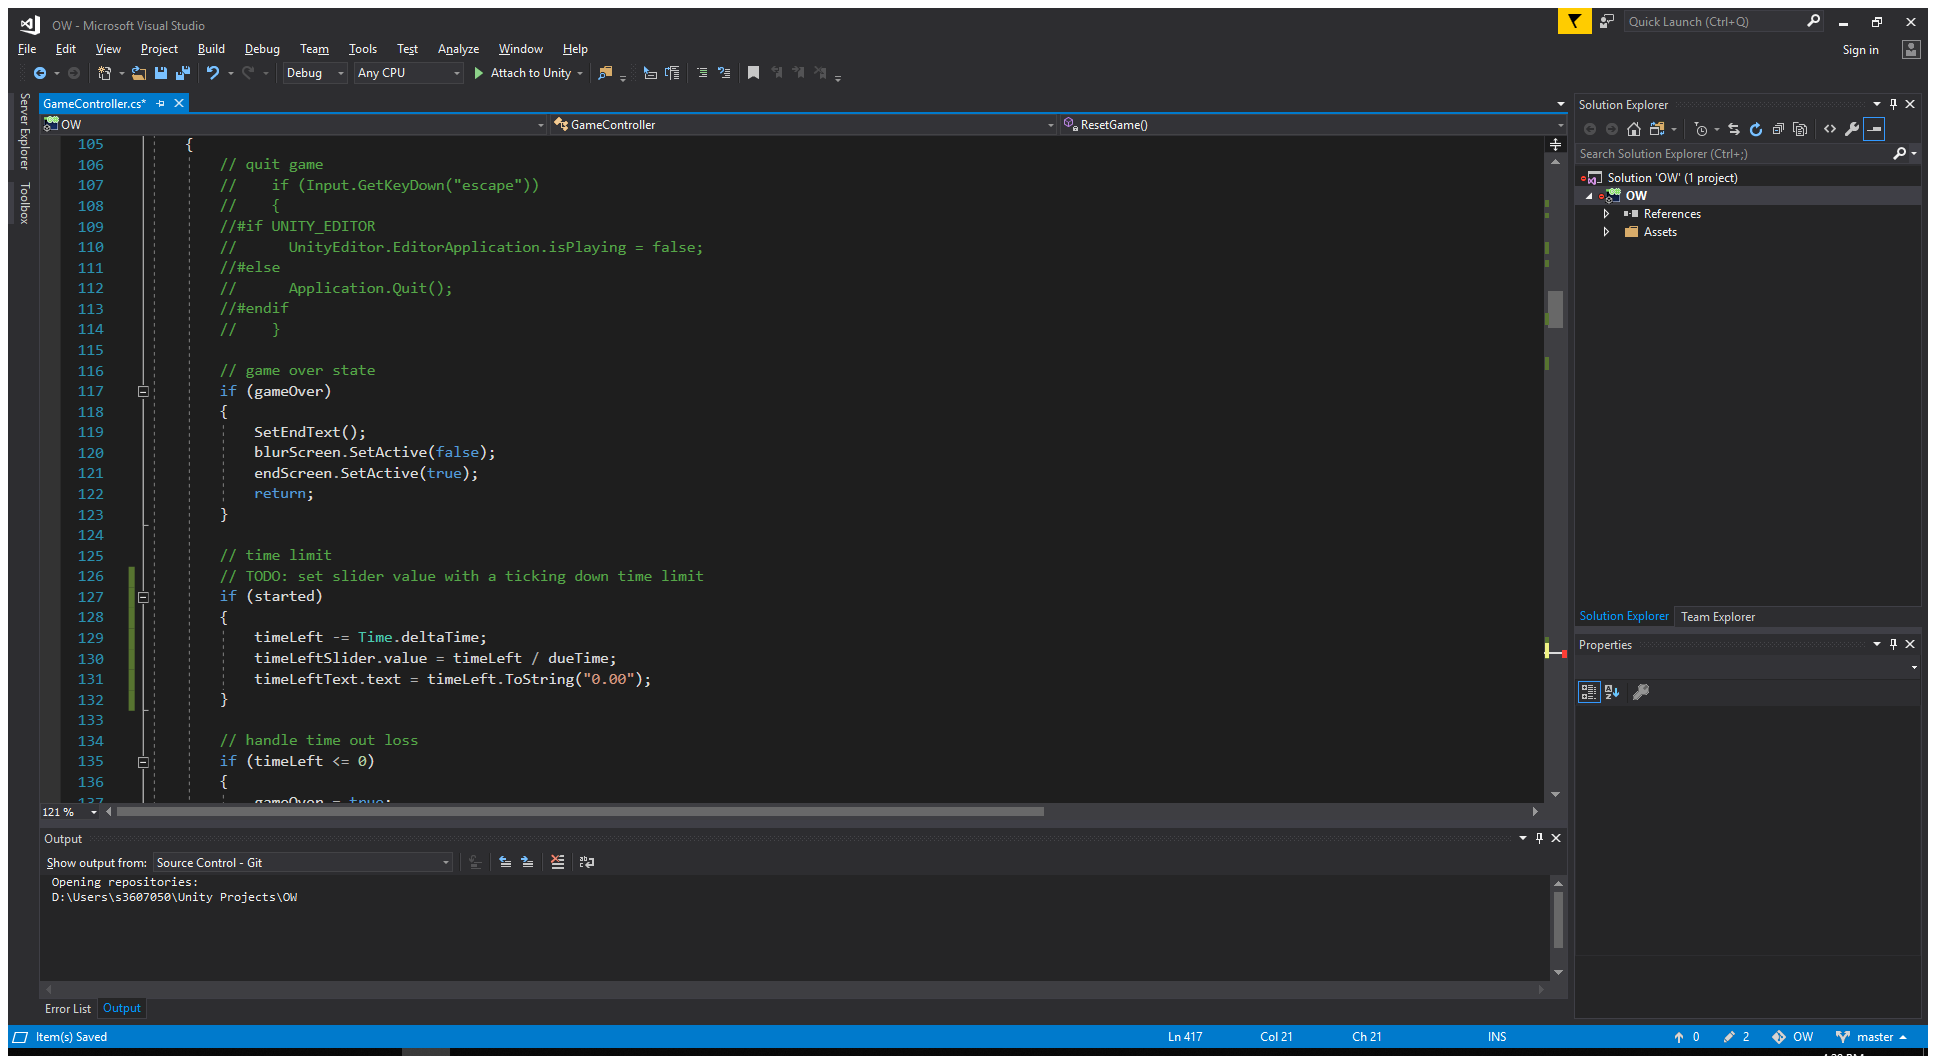 OW - Microsoft Visual Studio
Quick Launch (Ctrl+Q)
File Edit View Project Build Debug Team Tools Test Analyze Window Help
Sign in
Debug Any CPU Attach to Unity
Server Explorer
Toolbox
GameController.cs*
OW GameController ResetGame()
105 {
106 // quit game
107 //    if (Input.GetKeyDown("escape"))
108 //    {
109 //#if UNITY_EDITOR
110 //      UnityEditor.EditorApplication.isPlaying = false;
111 //#else
112 //      Application.Quit();
113 //#endif
114 //    }
115
116 // game over state
117 if (gameOver)
118 {
119 SetEndText();
120 blurScreen.SetActive(false);
121 endScreen.SetActive(true);
122 return;
123 }
124
125 // time limit
126 // TODO: set slider value with a ticking down time limit
127 if (started)
128 {
129 timeLeft -= Time.deltaTime;
130 timeLeftSlider.value = timeLeft / dueTime;
131 timeLeftText.text = timeLeft.ToString("0.00");
132 }
133
134 // handle time out loss
135 if (timeLeft <= 0)
136 {
137 gameOver = true;
121 %
Output
Show output from: Source Control - Git
Opening repositories:
D:\Users\s3607050\Unity Projects\OW
Error List Output
Solution Explorer
Search Solution Explorer (Ctrl+;)
Solution 'OW' (1 project)
OW
References
Assets
Solution Explorer Team Explorer
Properties
Item(s) Saved Ln 417 Col 21 Ch 21 INS 0 2 OW master